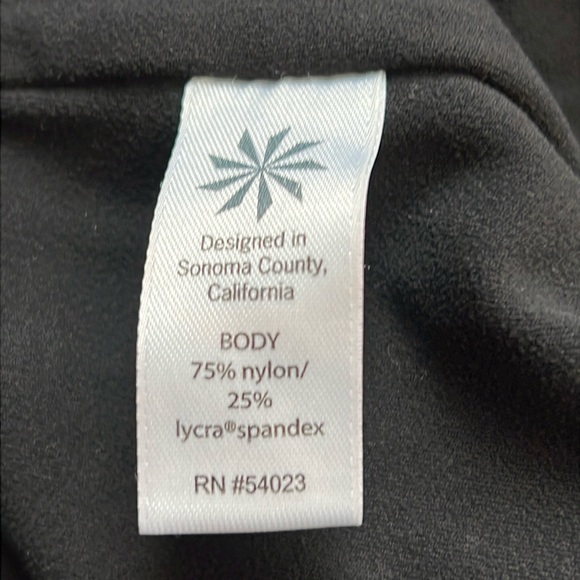 Designed in
Sonoma County,
California
BODY
75% nylon/
25%
lycra®spandex
RN #54023